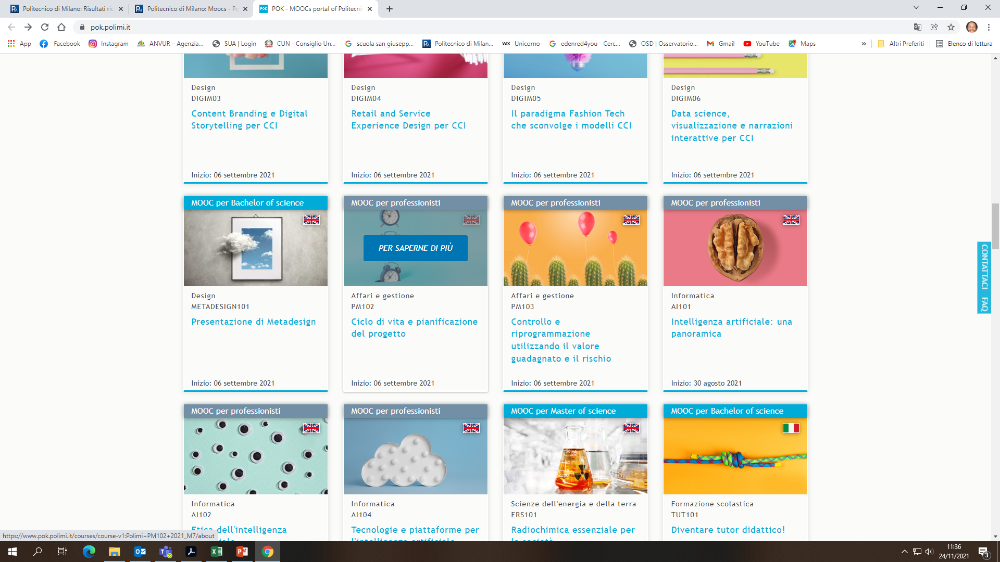 Politecnico di Milano: Risultati ric
Politecnico di Milano: Moocs - Po
POK - MOOCs portal of Politecni
pok.polimi.it
App
Facebook
Instagram
ANVUR – Agenzia...
SUA | Login
CUN - Consiglio Un...
scuola san giusepp...
Politecnico di Milan...
WIX Unicorno
edenred4you - Cerc...
OSD | Osservatorio...
Gmail
YouTube
Maps
»
Altri Preferiti
Elenco di lettura
Design
DIGIM03
Content Branding e Digital
Storytelling per CCI
Inizio: 06 settembre 2021
Design
DIGIM04
Retail and Service
Experience Design per CCI
Inizio: 06 settembre 2021
Design
DIGIM05
Il paradigma Fashion Tech
che sconvolge i modelli CCI
Inizio: 06 settembre 2021
Design
DIGIM06
Data science,
visualizzazione e narrazioni
interattive per CCI
Inizio: 06 settembre 2021
MOOC per Bachelor of science
Design
METADESIGN101
Presentazione di Metadesign
Inizio: 06 settembre 2021
MOOC per professionisti
PER SAPERNE DI PIÙ
Affari e gestione
PM102
Ciclo di vita e pianificazione
del progetto
Inizio: 06 settembre 2021
MOOC per professionisti
Affari e gestione
PM103
Controllo e
riprogrammazione
utilizzando il valore
guadagnato e il rischio
Inizio: 06 settembre 2021
MOOC per professionisti
Informatica
AI101
Intelligenza artificiale: una
panoramica
Inizio: 30 agosto 2021
CONTATTACI FAQ
MOOC per professionisti
Informatica
AI102
Etica dell'intelligenza
MOOC per professionisti
Informatica
AI104
Tecnologie e piattaforme per
l'intelligenza artificiale
MOOC per Master of science
Scienze dell'energia e della terra
ERS101
Radiochimica essenziale per
la società
MOOC per Bachelor of science
Formazione scolastica
TUT101
Diventare tutor didattico!
https://www.pok.polimi.it/courses/course-v1:Polimi+PM102+2021_M7/about
11:36
24/11/2021
3